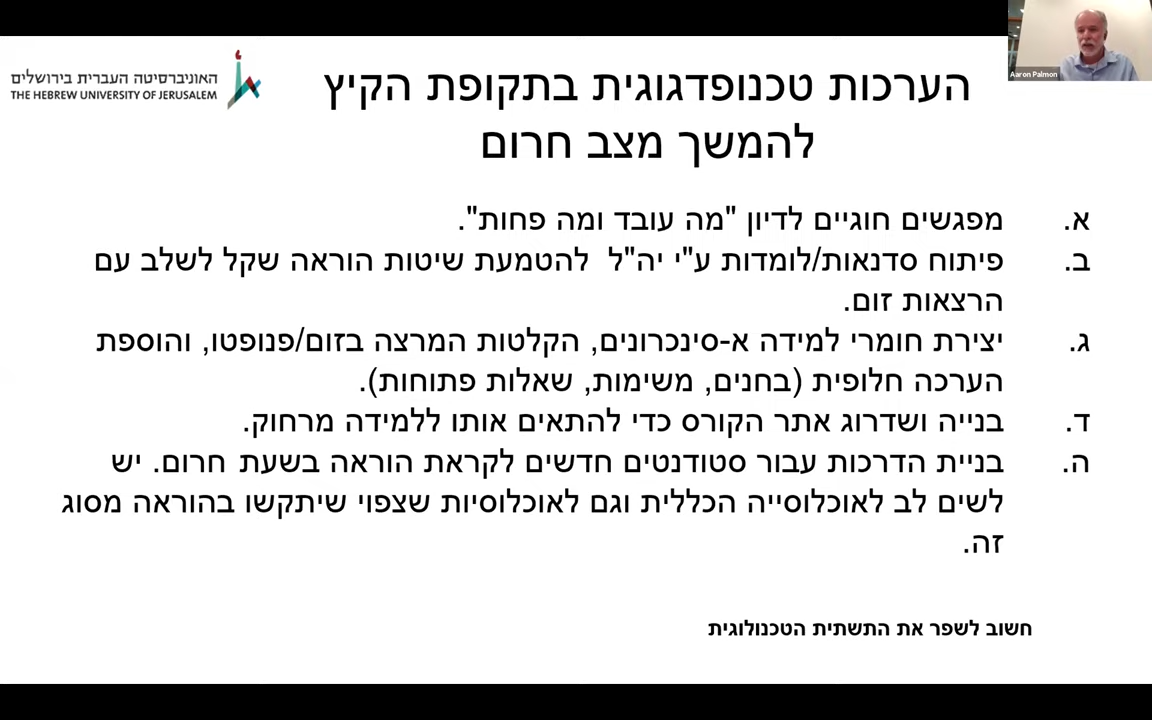 האוניברסיטה העברית בירושלים
THE HEBREW UNIVERSITY OF JERUSALEM
Aaron Palmon
הערכות טכנופדגוגית בתקופת הקיץ
להמשך מצב חרום
א. מפגשים חוגיים לדיון "מה עובד ומה פחות".
ב. פיתוח סדנאות/לומדות ע"י יה"ל להטמעת שיטות הוראה שקל לשלב עם
הרצאות זום.
ג. יצירת חומרי למידה א-סינכרונים, הקלטות המרצה בזום/פנופטו, והוספת
הערכה חלופית (בחנים, משימות, שאלות פתוחות).
ד. בנייה ושדרוג אתר הקורס כדי להתאים אותו ללמידה מרחוק.
ה. בניית הדרכות עבור סטודנטים חדשים לקראת הוראה בשעת חרום. יש
לשים לב לאוכלוסייה הכללית וגם לאוכלוסיות שצפוי שיתקשו בהוראה מסוג
זה.
חשוב לשפר את התשתית הטכנולוגית